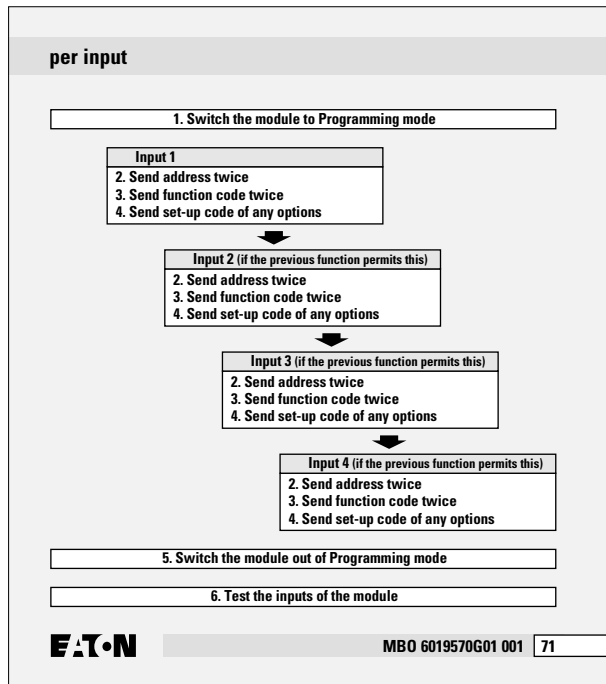 per input
1. Switch the module to Programming mode
Input 1
2. Send address twice
3. Send function code twice
4. Send set-up code of any options
Input 2 (if the previous function permits this)
2. Send address twice
3. Send function code twice
4. Send set-up code of any options
Input 3 (if the previous function permits this)
2. Send address twice
3. Send function code twice
4. Send set-up code of any options
Input 4 (if the previous function permits this)
2. Send address twice
3. Send function code twice
4. Send set-up code of any options
5. Switch the module out of Programming mode
6. Test the inputs of the module
EATON MBO 6019570G01 001 71